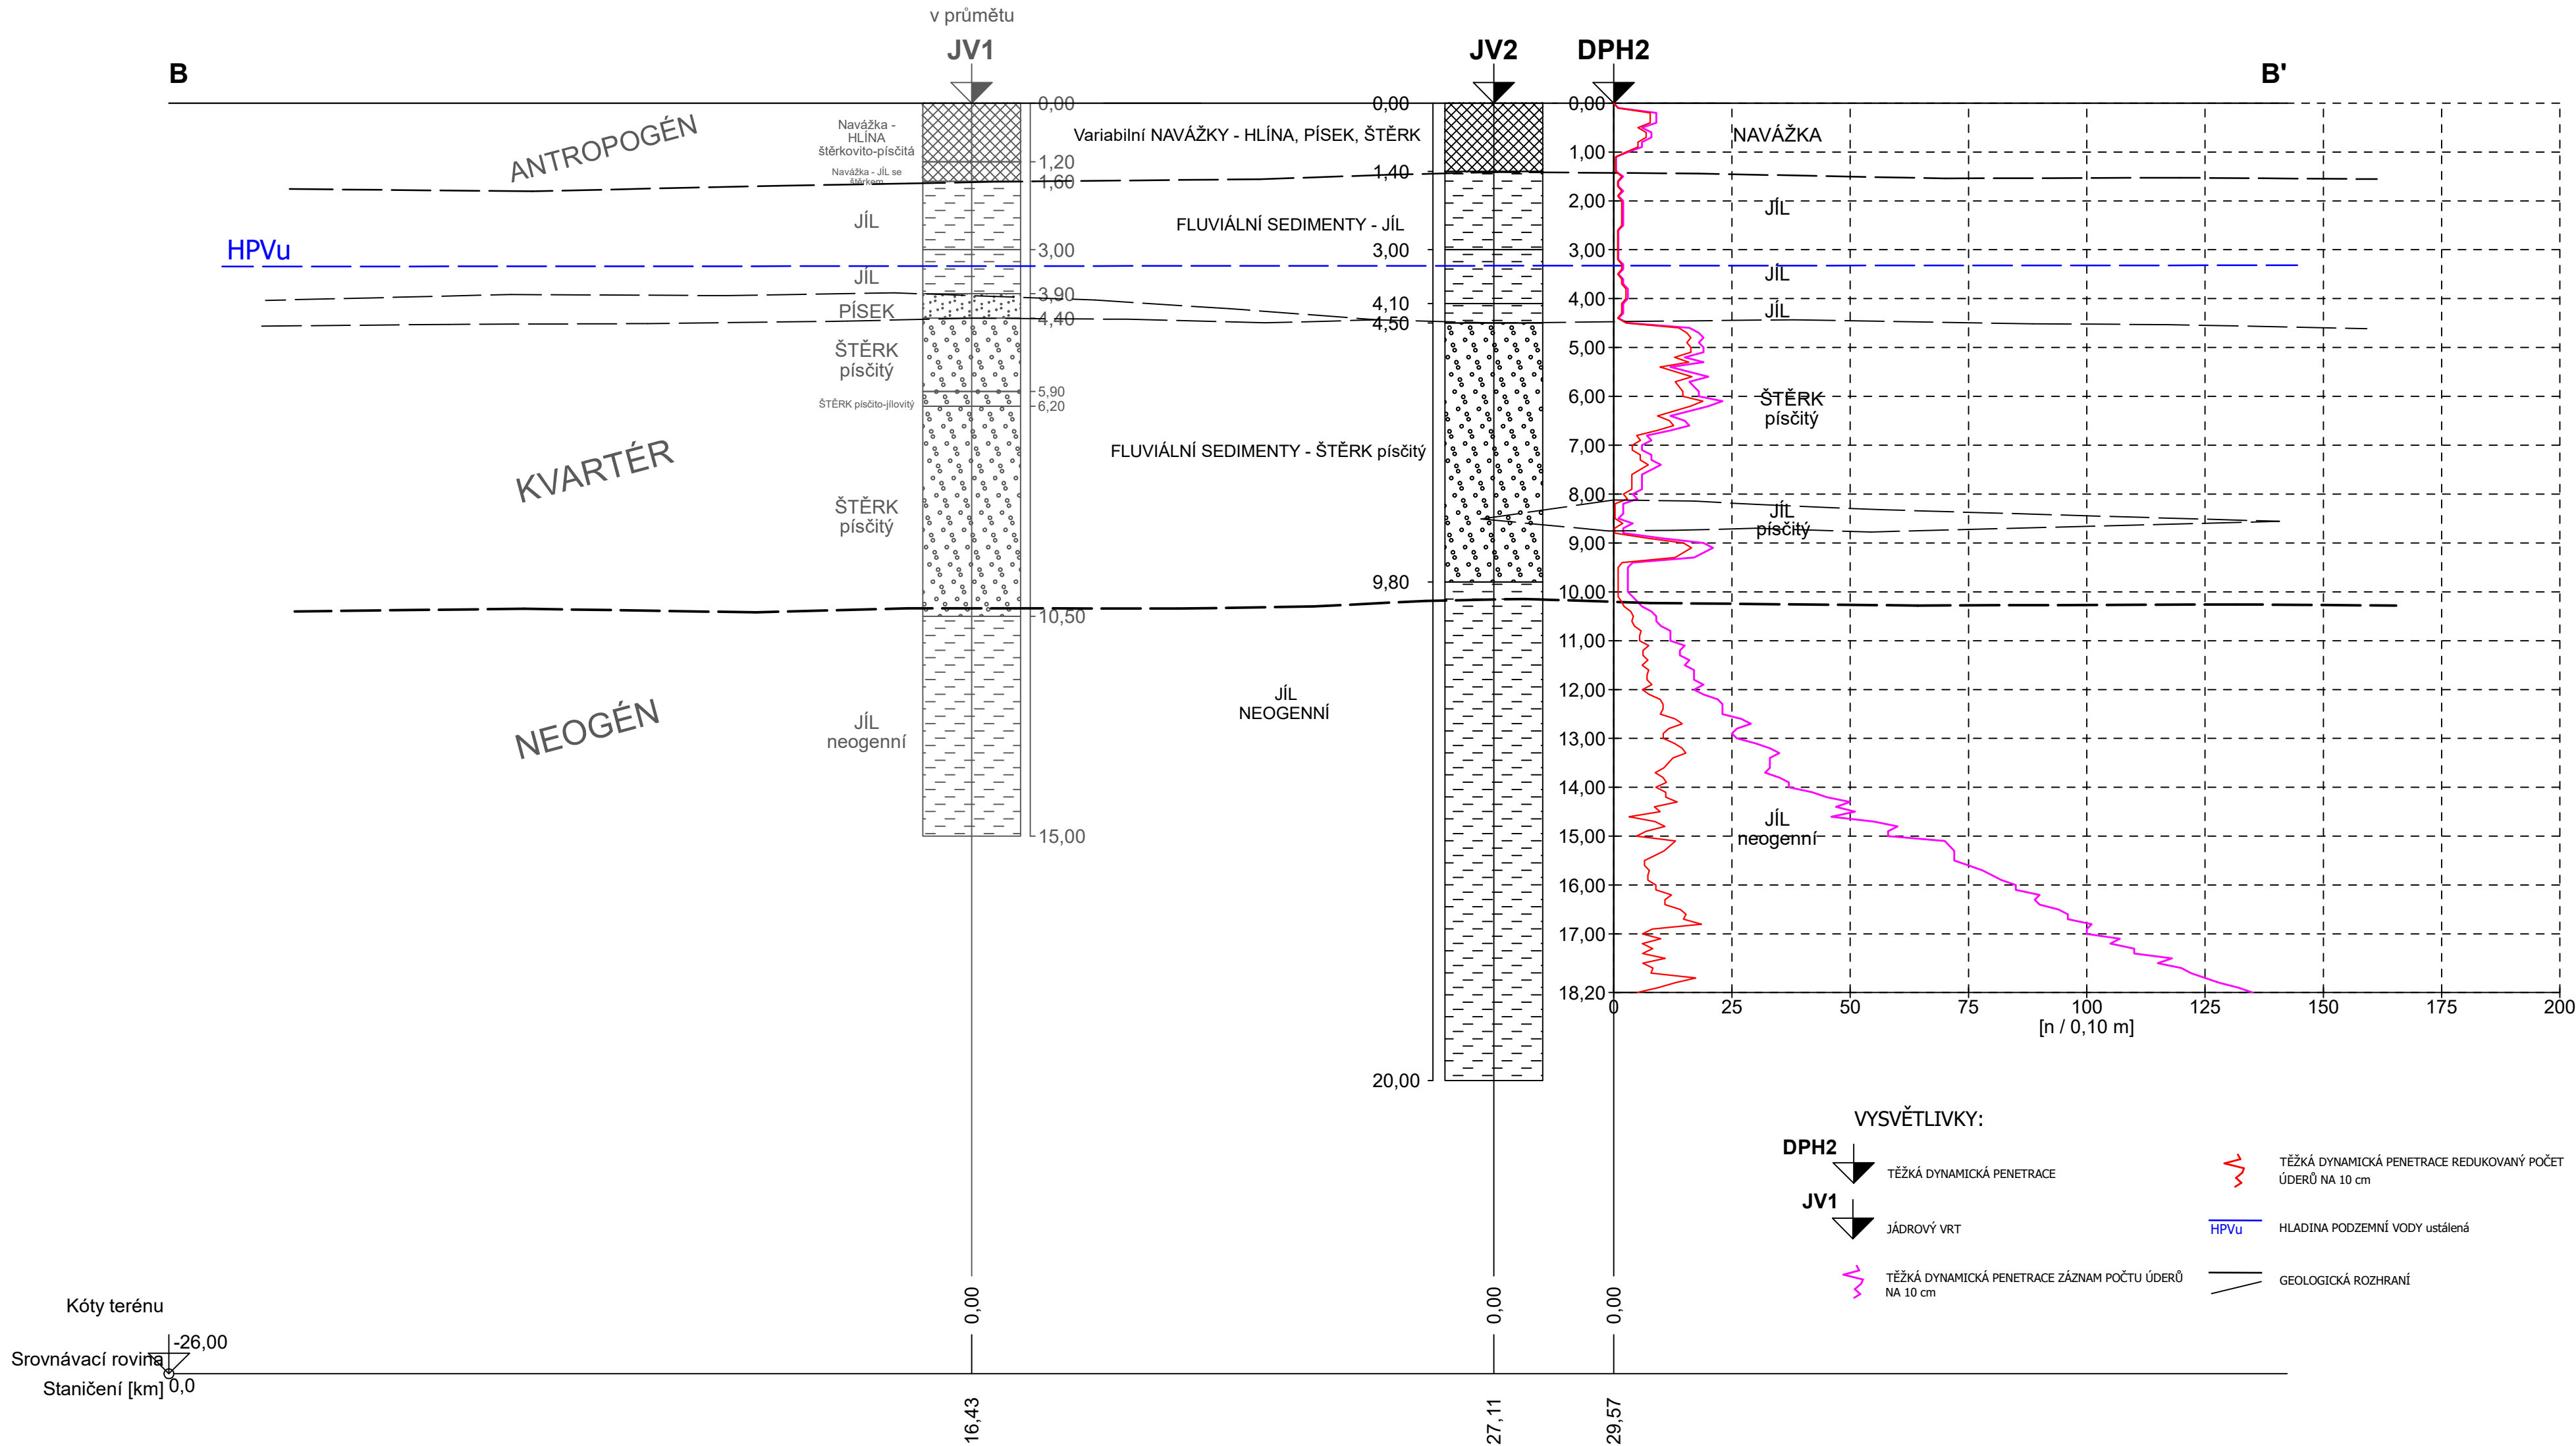 v průmětu
JV1
JV2
DPH2
B
B'
0,00
0,00
0,00
Navážka -
HLÍNA
štěrkovito-písčitá
Variabilní NAVÁŽKY - HLÍNA, PÍSEK, ŠTĚRK
NAVÁŽKA
ANTROPOGÉN
1,00
1,20
Navážka - JÍL se
štěrkem
1,40
1,60
JÍL
FLUVIÁLNÍ SEDIMENTY - JÍL
2,00
JÍL
HPVu
3,00
3,00
3,00
JÍL
JÍL
3,90
4,00
4,10
PÍSEK
JÍL
4,40
4,50
ŠTĚRK
písčitý
5,00
5,90
6,00
ŠTĚRK
písčitý
ŠTĚRK písčito-jílovitý
6,20
7,00
KVARTÉR
FLUVIÁLNÍ SEDIMENTY - ŠTĚRK písčitý
8,00
ŠTĚRK
písčitý
JÍL
písčitý
9,00
9,80
10,00
10,50
11,00
NEOGÉN
JÍL
NEOGENNÍ
12,00
JÍL
neogenní
13,00
14,00
JÍL
neogenní
15,00
15,00
16,00
17,00
18,20
0
25
50
75
100
125
150
175
200
[n / 0,10 m]
20,00
VYSVĚTLIVKY:
DPH2
TĚŽKÁ DYNAMICKÁ PENETRACE
TĚŽKÁ DYNAMICKÁ PENETRACE REDUKOVANÝ POČET
ÚDERŮ NA 10 cm
JV1
JÁDROVÝ VRT
HPVu
HLADINA PODZEMNÍ VODY ustálená
TĚŽKÁ DYNAMICKÁ PENETRACE ZÁZNAM POČTU ÚDERŮ
NA 10 cm
GEOLOGICKÁ ROZHRANÍ
Kóty terénu
0,00
0,00
0,00
-26,00
Srovnávací rovina
Staničení [km]
0,0
16,43
27,11
29,57